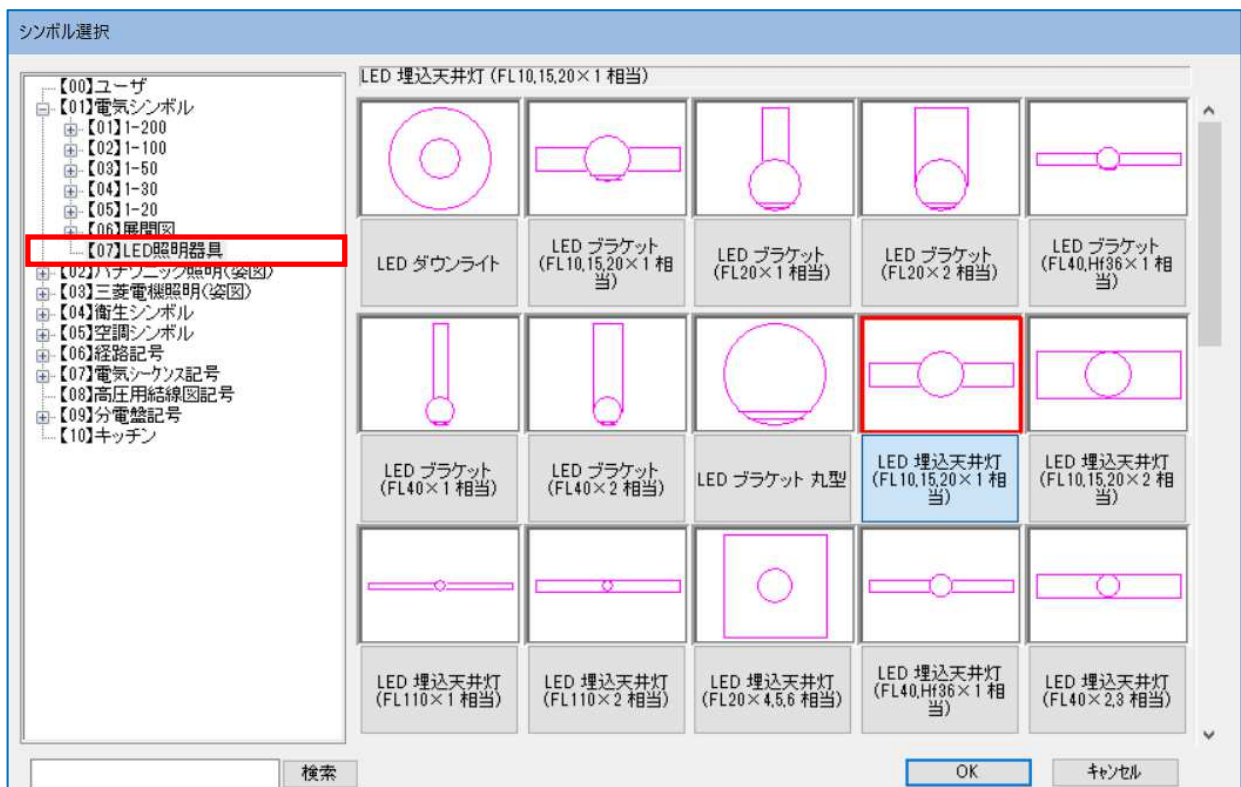 シンボル選択
【00】ユーザ
【01】電気シンボル
【01】1-200
【02】1-100
【03】1-50
【04】1-30
【05】1-20
【06】展開図
【07】LED照明器具
【02】パナソニック照明(姿図)
【03】三菱電機照明(姿図)
【04】衛生シンボル
【05】空調シンボル
【06】経路記号
【07】電気シーケンス記号
【08】高圧用結線図記号
【09】分電盤記号
【10】キッチン
LED 埋込天井灯 (FL10,15,20×1 相当)
LED ダウンライト
LED ブラケット
(FL10,15,20×1 相
当)
LED ブラケット
(FL20×1 相当)
LED ブラケット
(FL20×2 相当)
LED ブラケット
(FL40,Hf36×1 相
当)
LED ブラケット
(FL40×1 相当)
LED ブラケット
(FL40×2 相当)
LED ブラケット 丸型
LED 埋込天井灯
(FL10,15,20×1 相
当)
LED 埋込天井灯
(FL10,15,20×2 相
当)
LED 埋込天井灯
(FL110×1 相当)
LED 埋込天井灯
(FL110×2 相当)
LED 埋込天井灯
(FL20×4,5,6 相当)
LED 埋込天井灯
(FL40,Hf36×1 相
当)
LED 埋込天井灯
(FL40×2,3 相当)
検索
OK
キャンセル